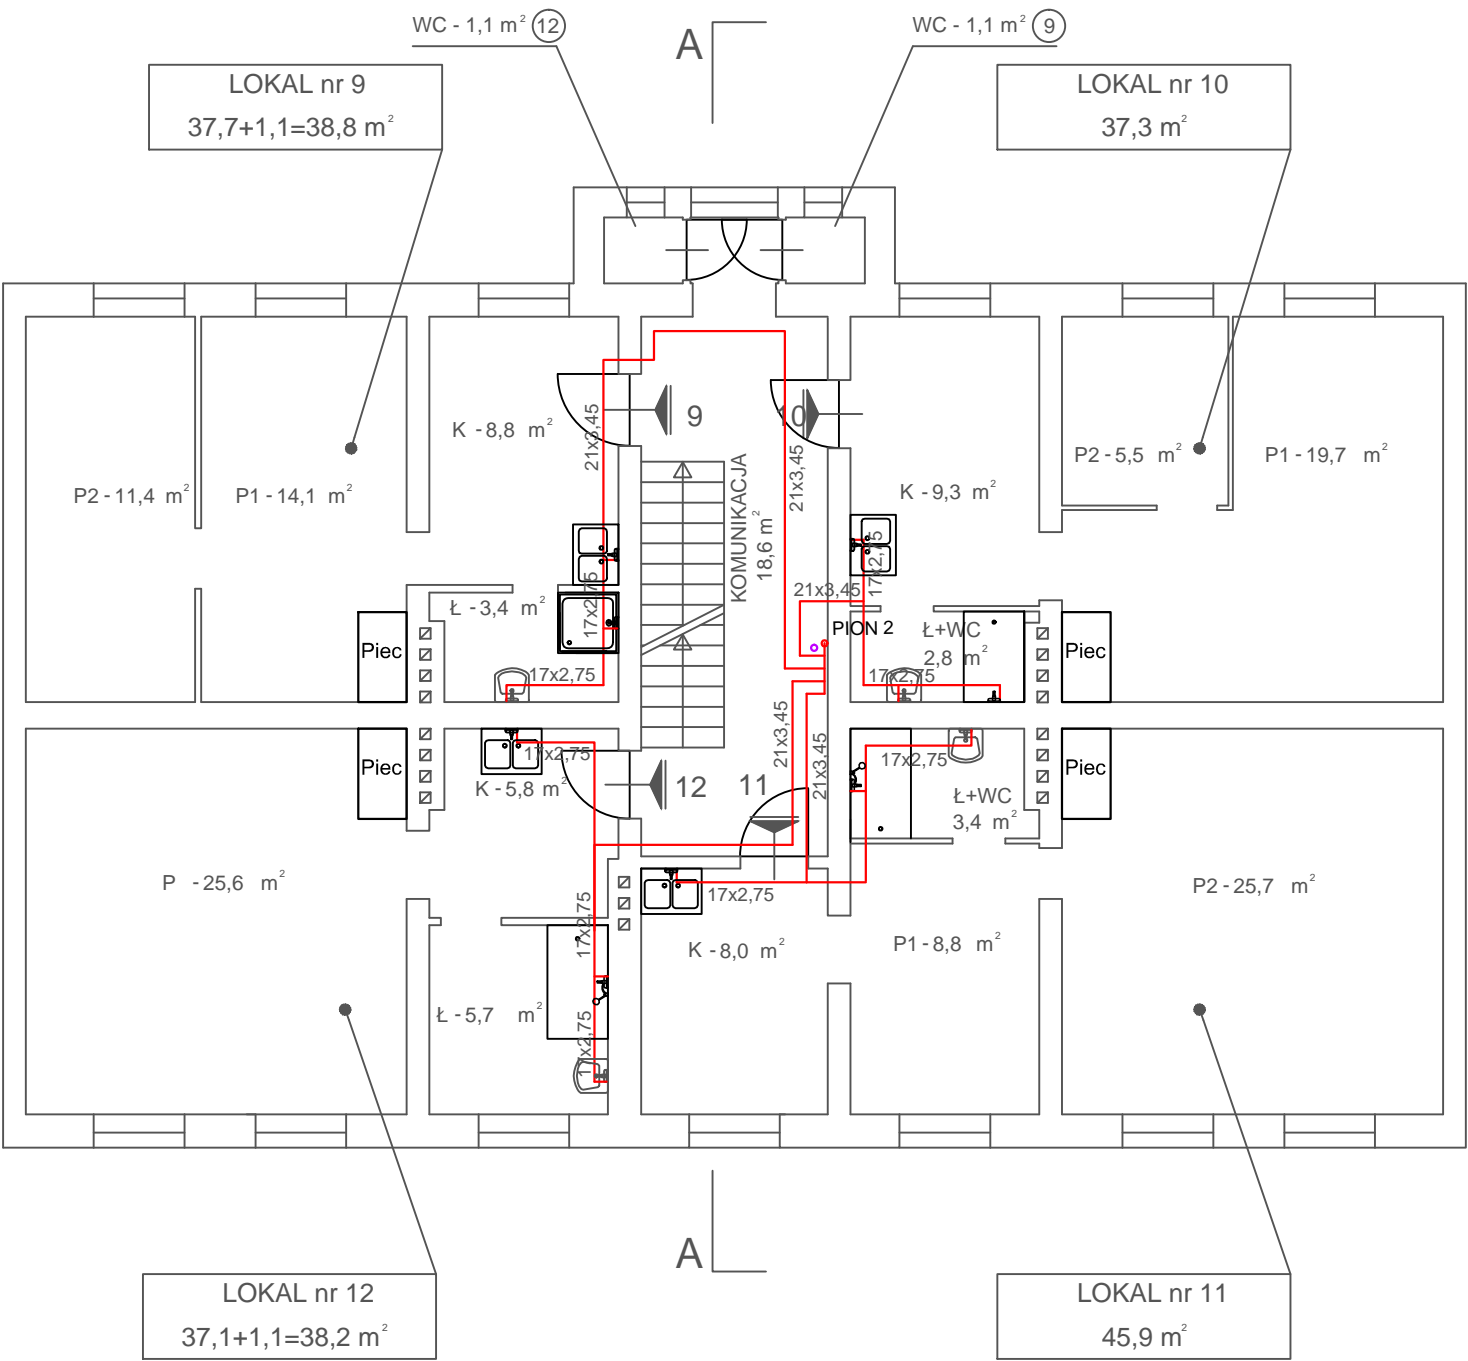 WC - 1,1 m² 12
A
WC - 1,1 m² 9
LOKAL nr 9
37,7+1,1=38,8 m²
LOKAL nr 10
37,3 m²
9
10
21x3,45
21x3,45
K - 8,8 m²
P2 - 11,4 m²
P1 - 14,1 m²
KOMUNIKACJA
18,6 m²
K - 9,3 m²
P2 - 5,5 m²
P1 - 19,7 m²
17x2,75
17x2,75
21x3,45
Ł - 3,4 m²
PION 2
Ł+WC
2,8 m²
Piec
Piec
17x2,75
17x2,75
21x3,45
21x3,45
17x2,75
17x2,75
Piec
Piec
K - 5,8 m²
12
11
Ł+WC
3,4 m²
P - 25,6 m²
17x2,75
17x2,75
P2 - 25,7 m²
K - 8,0 m²
P1 - 8,8 m²
Ł - 5,7 m²
17x2,75
A
LOKAL nr 12
37,1+1,1=38,2 m²
LOKAL nr 11
45,9 m²